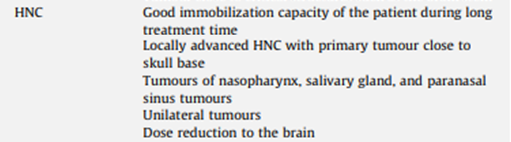 HNC Good immobilization capacity of the patient during long
treatment time
Locally advanced HNC with primary tumour close to
skull base
Tumours of nasopharynx, salivary gland, and paranasal
sinus tumours
Unilateral tumours
Dose reduction to the brain